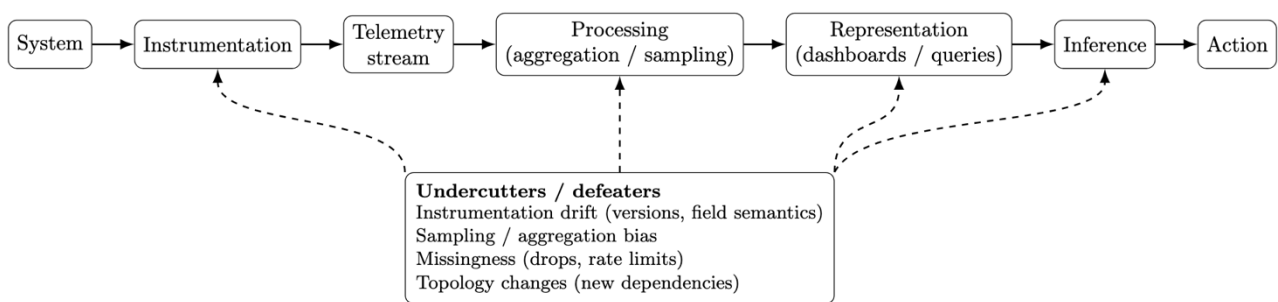 System
Instrumentation
Telemetry
stream
Processing
(aggregation / sampling)
Representation
(dashboards / queries)
Inference
Action
Undercutters / defeaters
Instrumentation drift (versions, field semantics)
Sampling / aggregation bias
Missingness (drops, rate limits)
Topology changes (new dependencies)